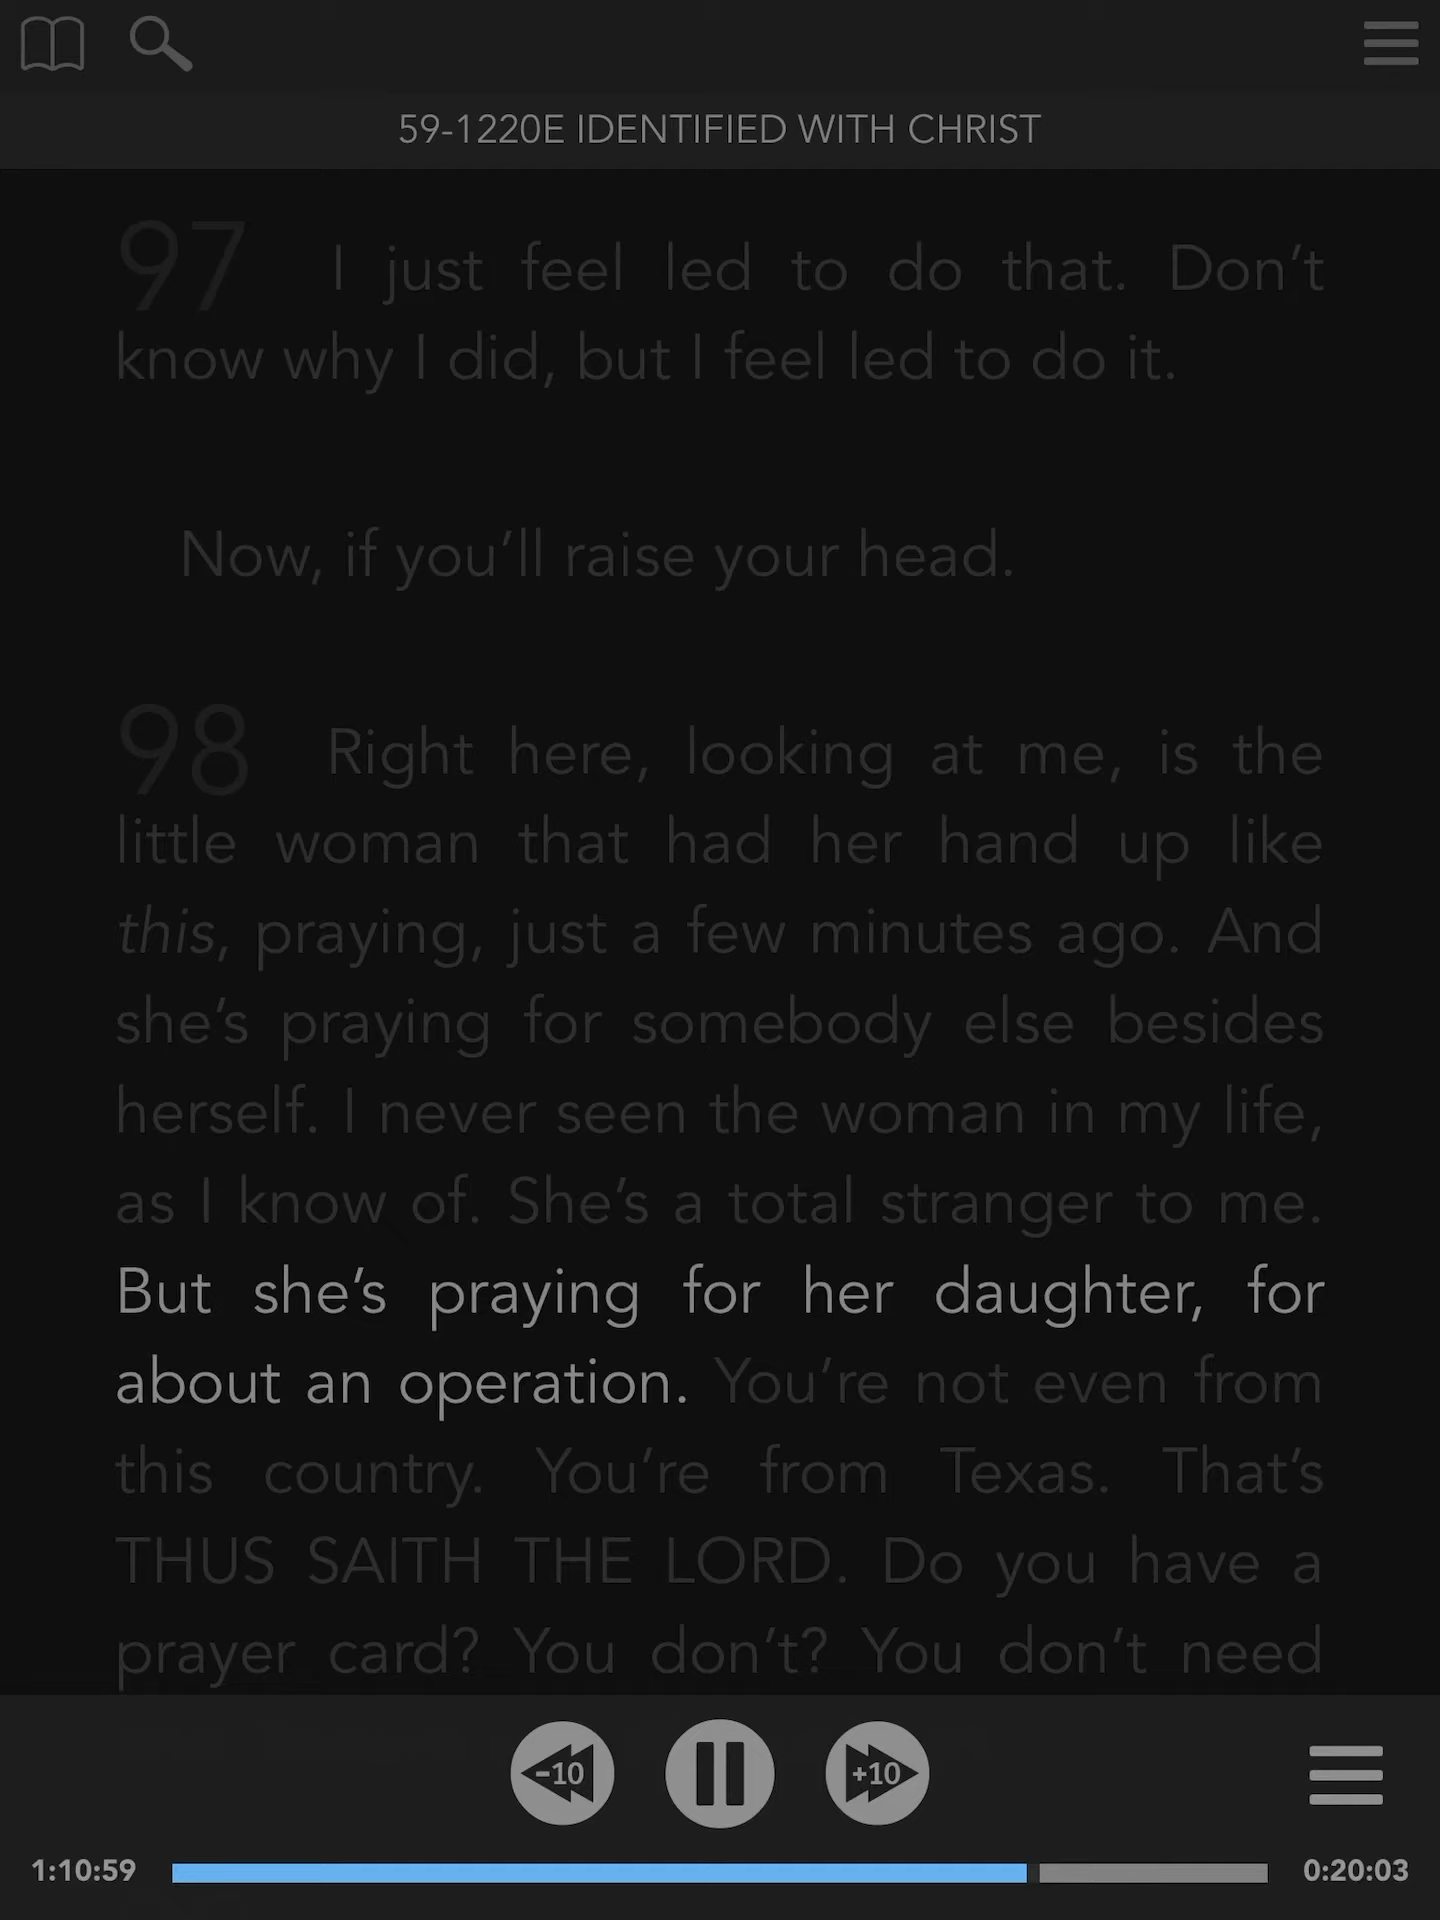 59-1220E IDENTIFIED WITH CHRIST
97 I just feel led to do that. Don’t
know why I did, but I feel led to do it.
Now, if you’ll raise your head.
98 Right here, looking at me, is the
little woman that had her hand up like
this, praying, just a few minutes ago. And
she’s praying for somebody else besides
herself. I never seen the woman in my life,
as I know of. She’s a total stranger to me.
But she’s praying for her daughter, for
about an operation. You’re not even from
this country. You’re from Texas. That’s
THUS SAITH THE LORD. Do you have a
prayer card? You don’t? You don’t need
-10 +10
1:10:59 0:20:03